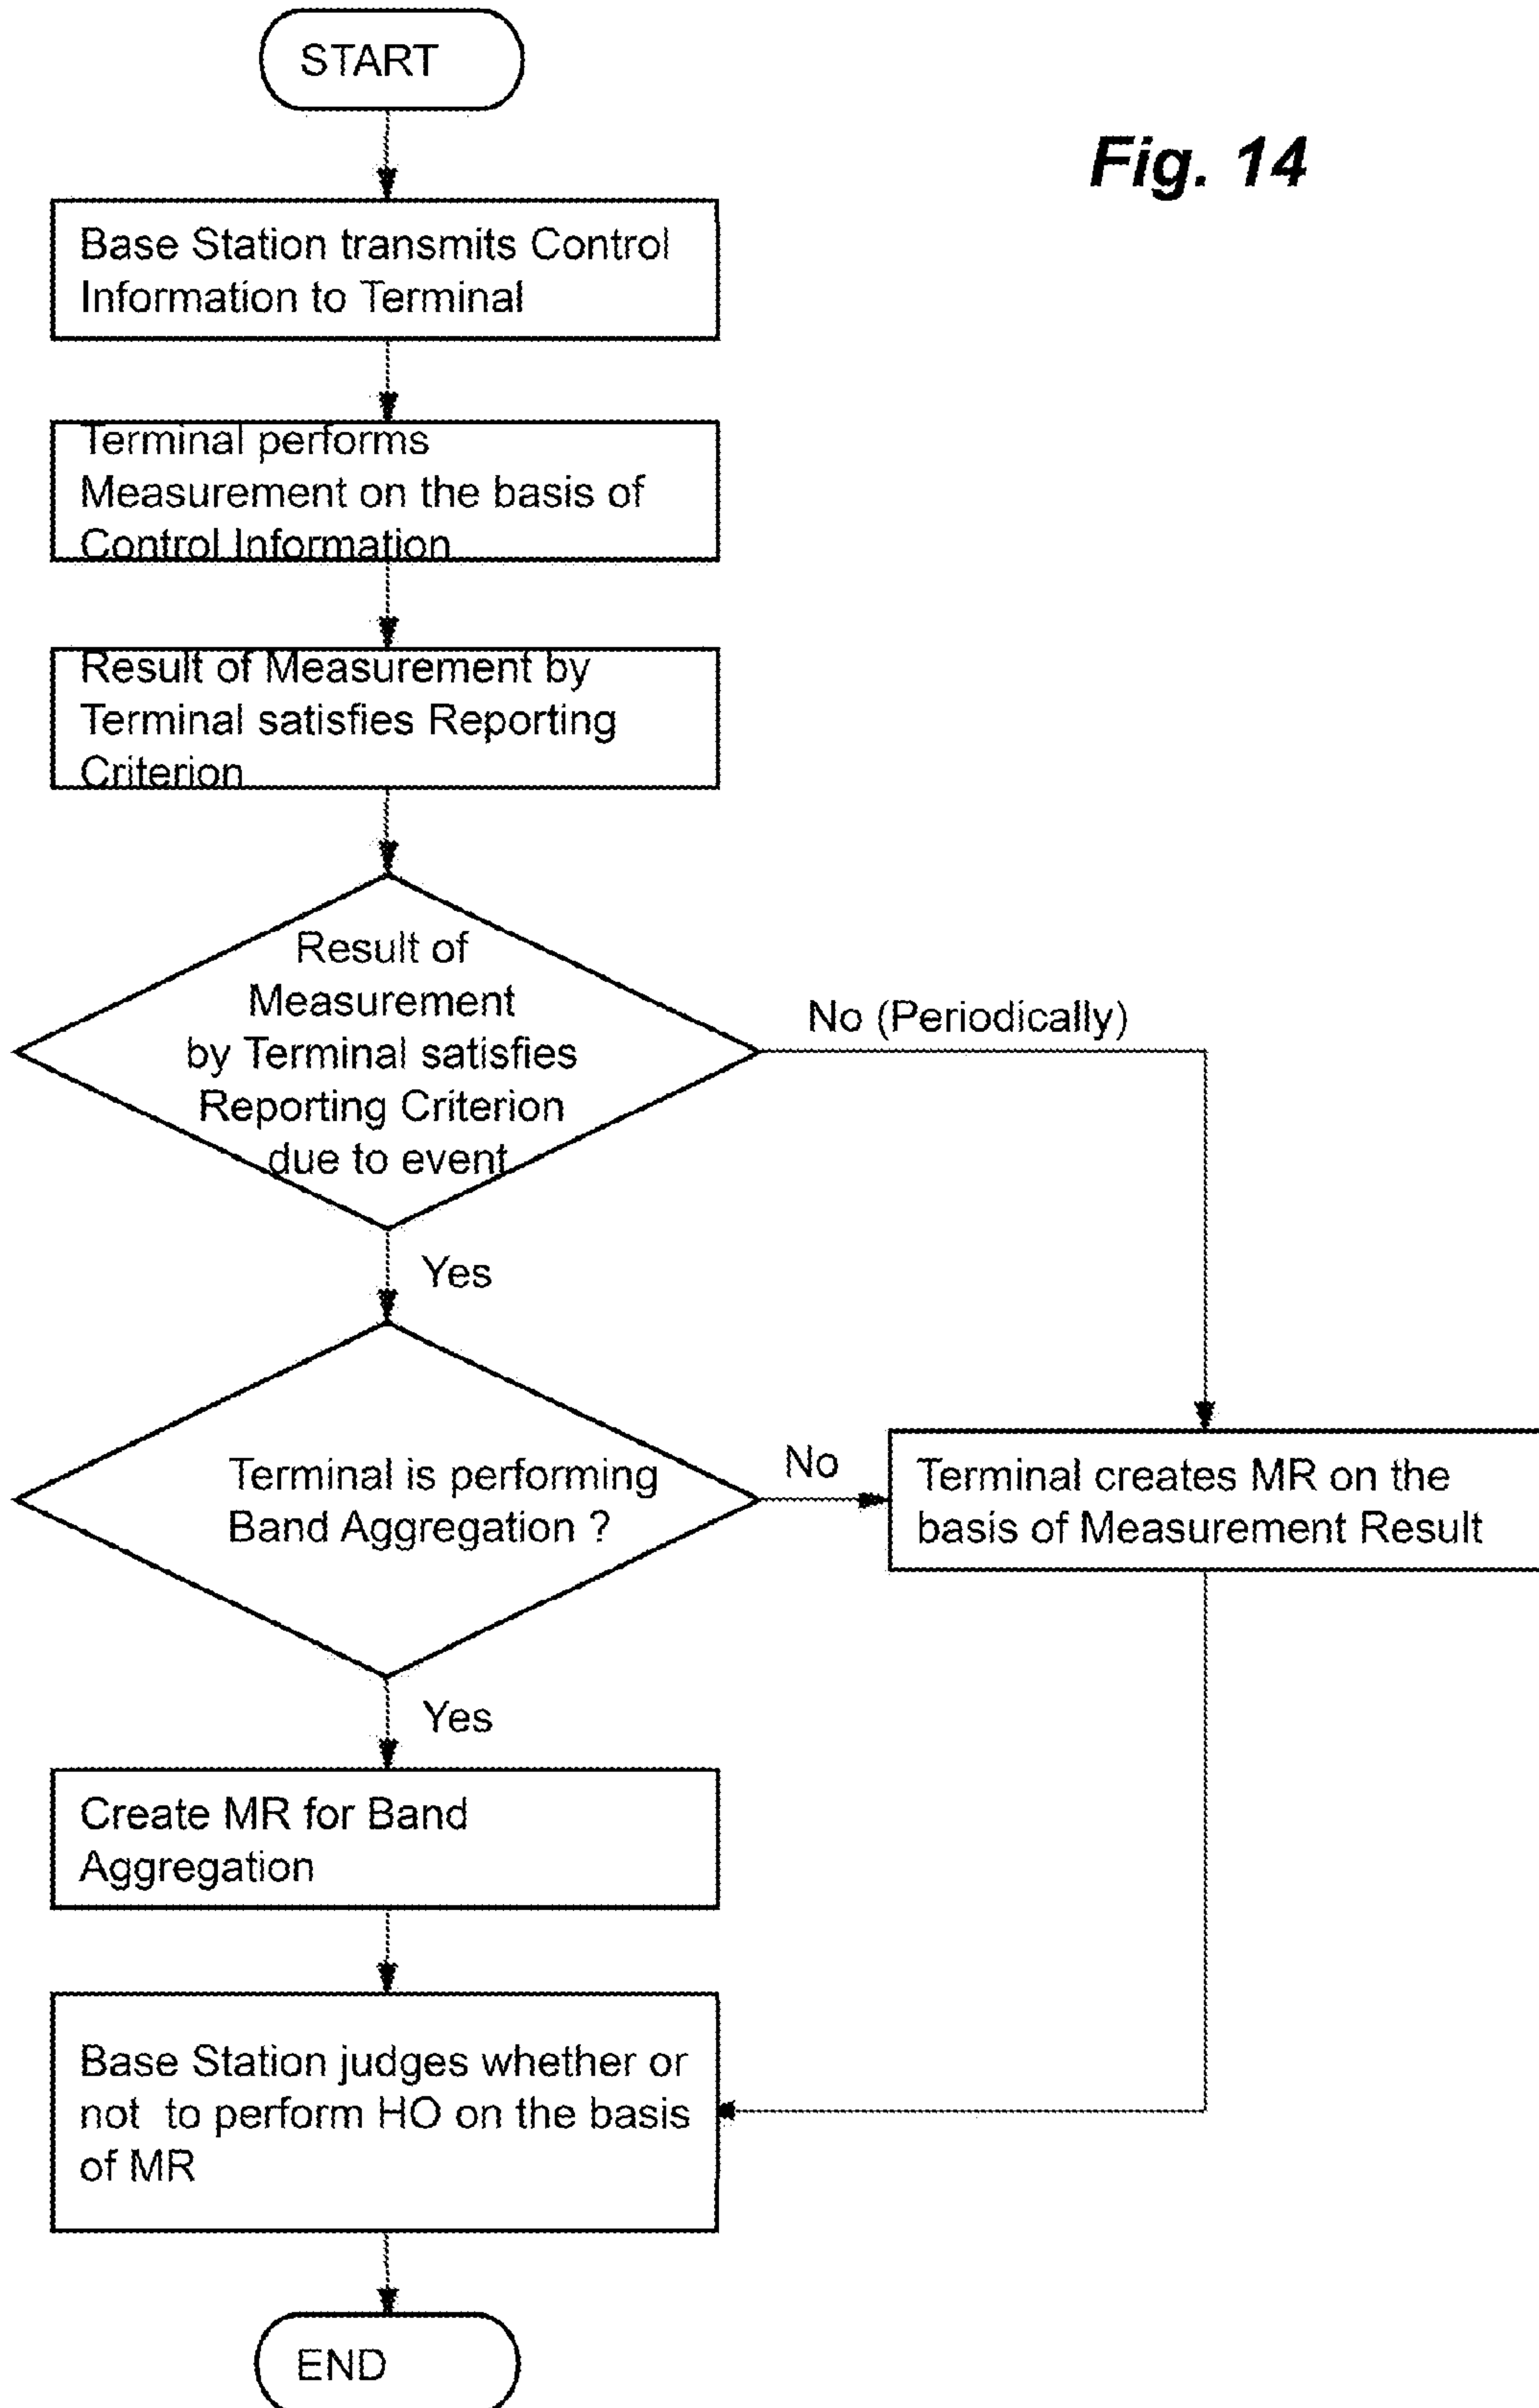 START
Fig. 14
Base Station transmits Control
Information to Terminal
Terminal performs
Measurement on the basis of
Control Information
Result of Measurement by
Terminal satisfies Reporting
Criterion
Result of
Measurement
by Terminal satisfies
Reporting Criterion
due to event
No (Periodically)
Yes
Terminal is performing
Band Aggregation ?
No
Terminal creates MR on the
basis of Measurement Result
Yes
Create MR for Band
Aggregation
Base Station judges whether or
not to perform HO on the basis
of MR
END